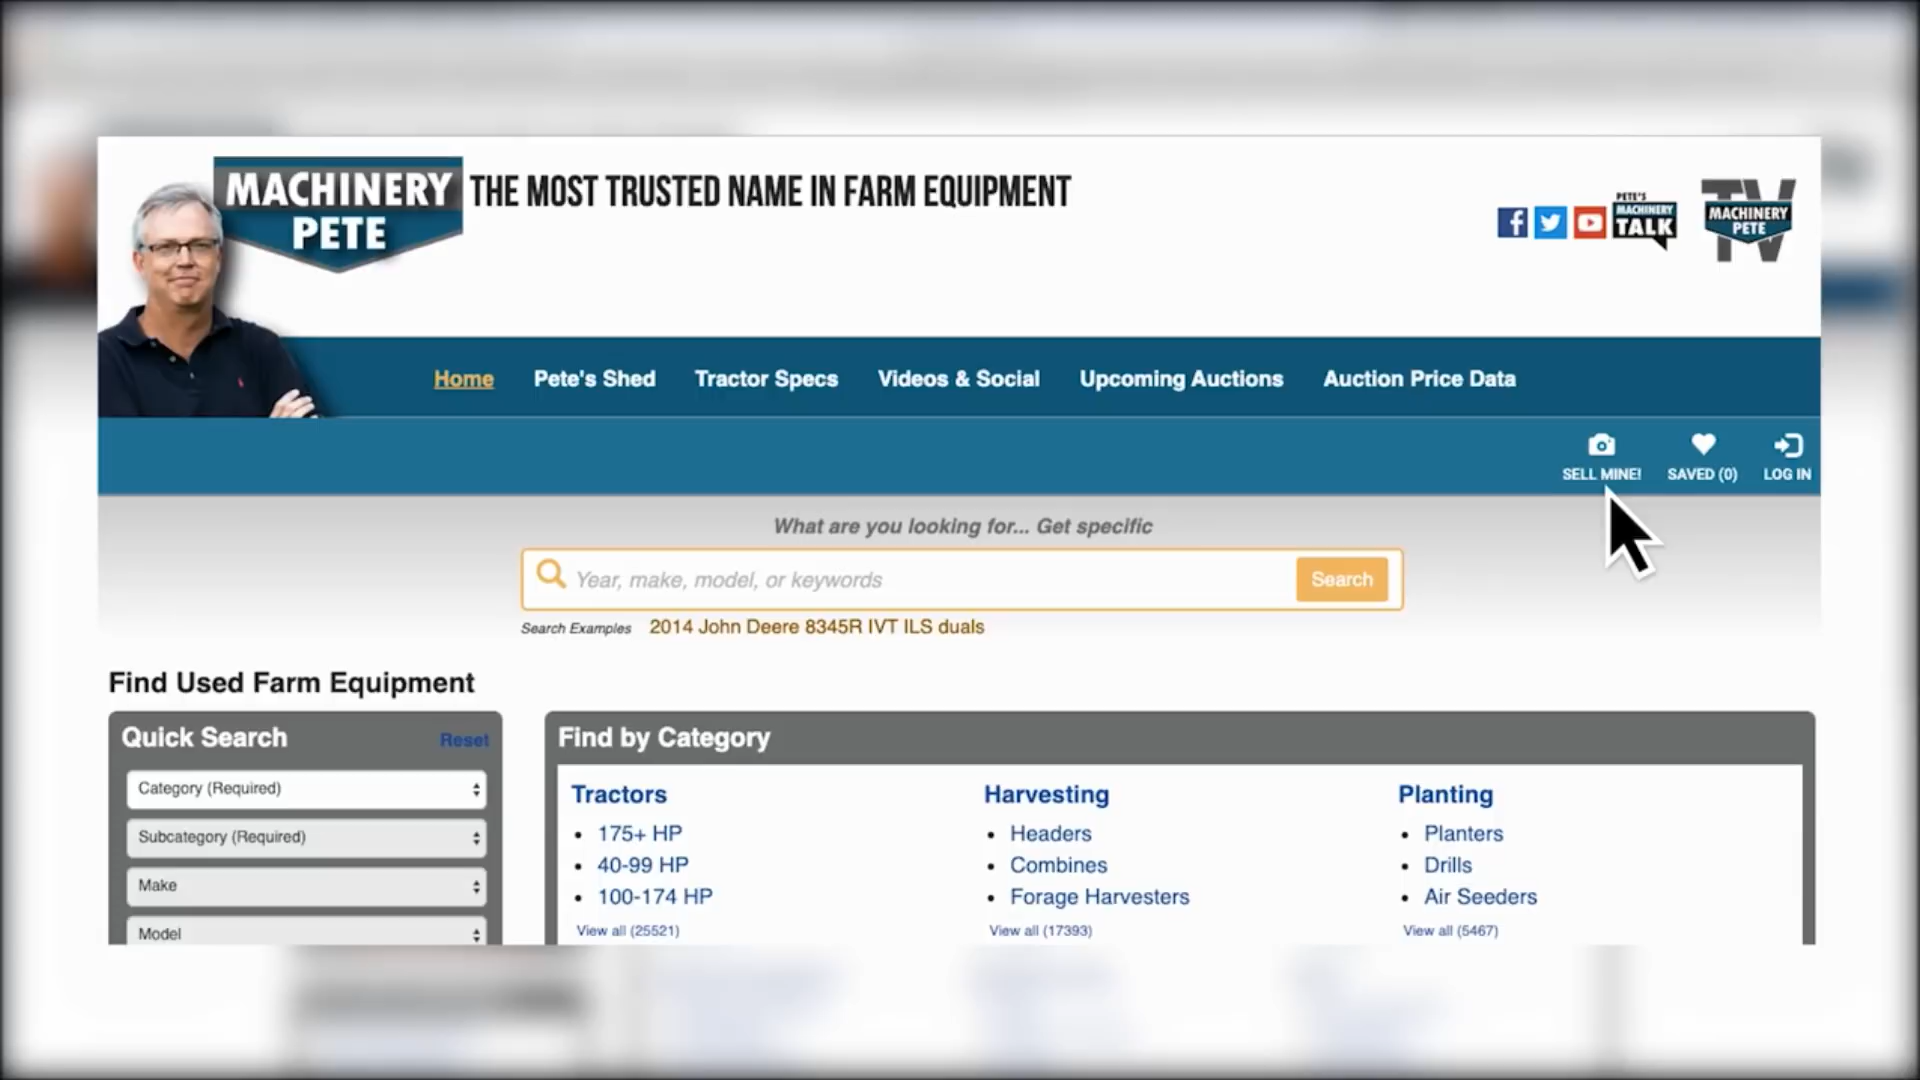 MACHINERY
PETE
THE MOST TRUSTED NAME IN FARM EQUIPMENT
PETE'S
MACHINERY
TALK
TV
MACHINERY
PETE
Home Pete's Shed Tractor Specs Videos & Social Upcoming Auctions Auction Price Data
SELL MINE! SAVED (0) LOG IN
What are you looking for... Get specific
Year, make, model, or keywords Search
Search Examples 2014 John Deere 8345R IVT ILS duals
Find Used Farm Equipment
Quick Search Reset
Category (Required)
Subcategory (Required)
Make
Model
Find by Category
Tractors
175+ HP
40-99 HP
100-174 HP
View all (25521)
Harvesting
Headers
Combines
Forage Harvesters
View all (17393)
Planting
Planters
Drills
Air Seeders
View all (5467)